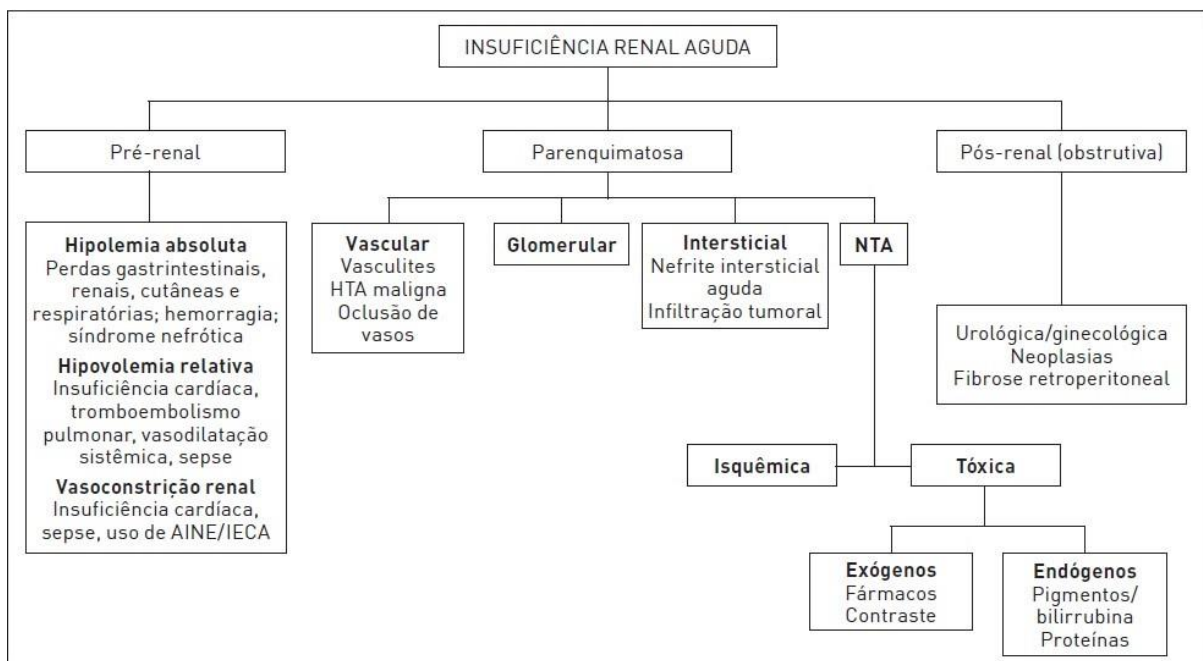 INSUFICIÊNCIA RENAL AGUDA
Pré-renal
Parenquimatosa
Pós-renal (obstrutiva)
Hipolemia absoluta
Perdas gastrintestinais,
renais, cutâneas e
respiratórias; hemorragia;
síndrome nefrótica
Hipovolemia relativa
Insuficiência cardíaca,
tromboembolismo
pulmonar, vasodilatação
sistêmica, sepse
Vasoconstrição renal
Insuficiência cardíaca,
sepse, uso de AINE/IECA
Vascular
Vasculites
HTA maligna
Oclusão de
vasos
Glomerular
Intersticial
Nefrite intersticial
aguda
Infiltração tumoral
NTA
Urológica/ginecológica
Neoplasias
Fibrose retroperitoneal
Isquêmica
Tóxica
Exógenos
Fármacos
Contraste
Endógenos
Pigmentos/
bilirrubina
Proteínas